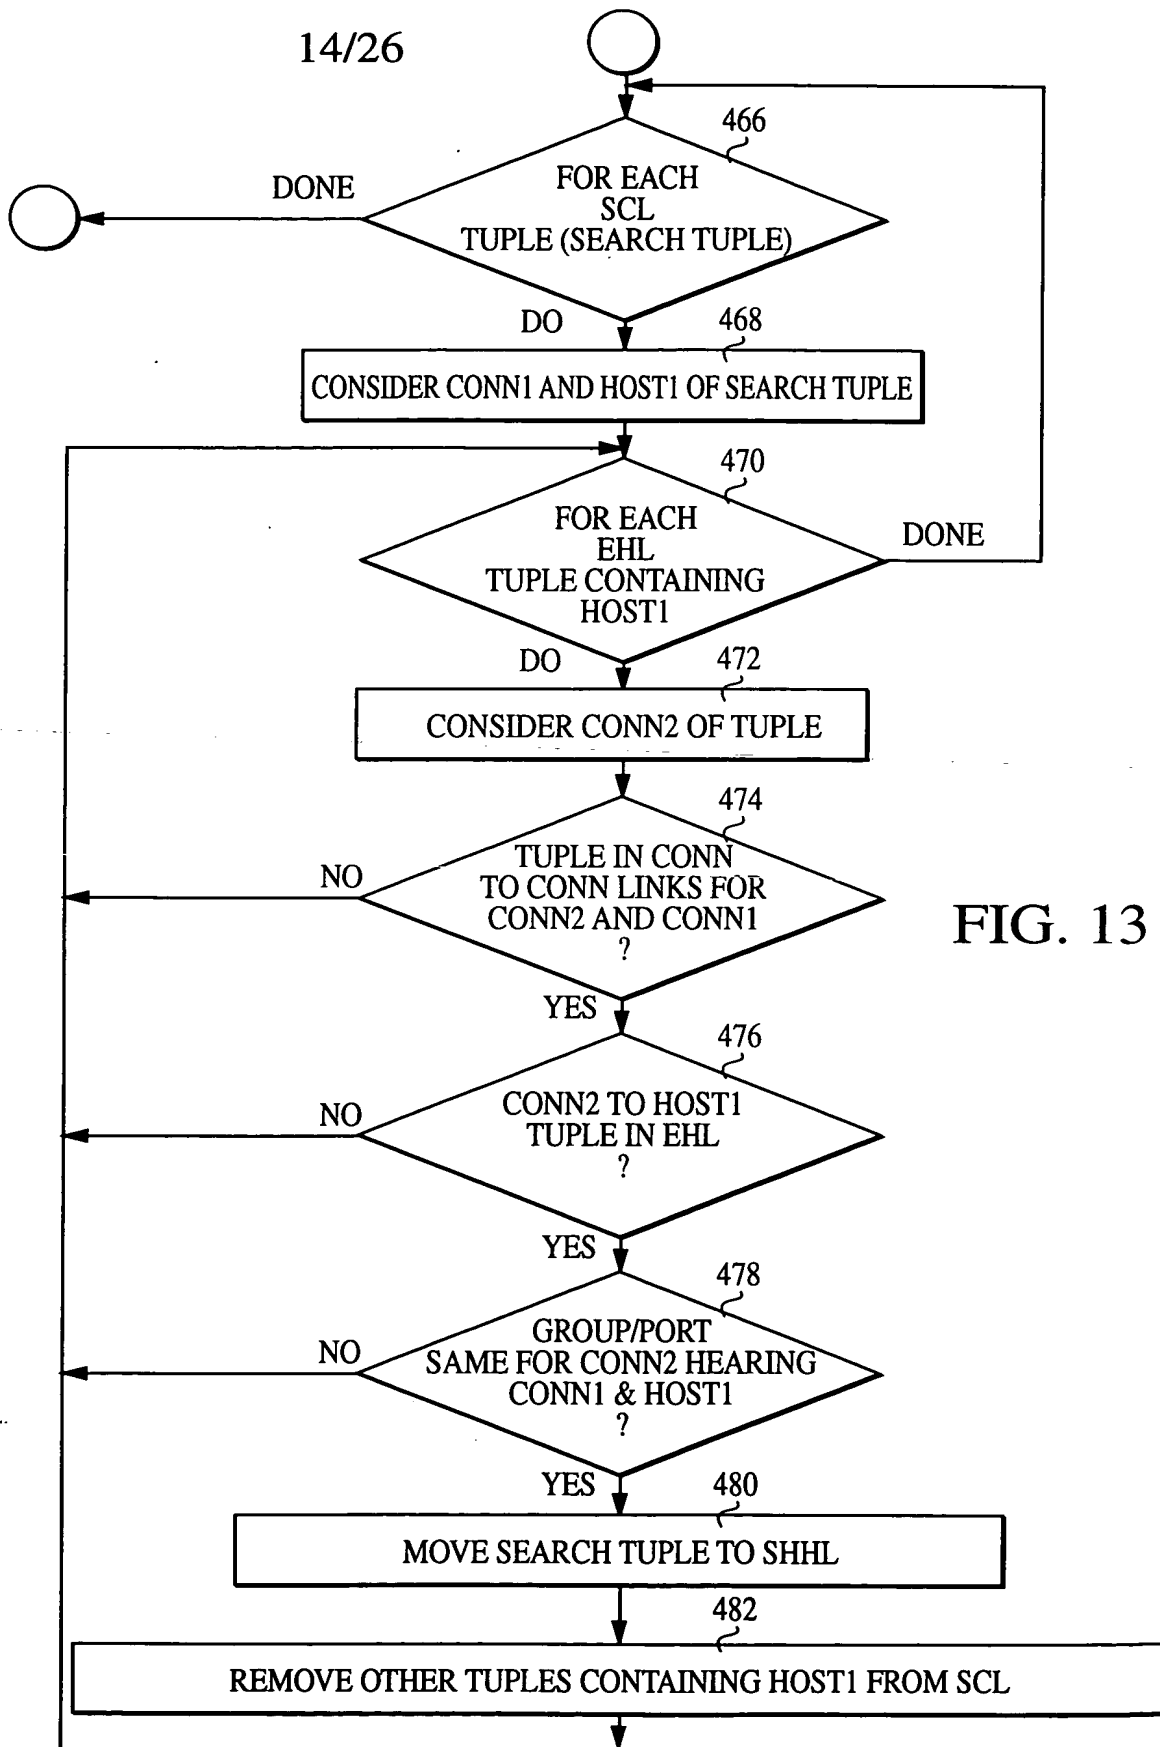 14/26
466
FOR EACH
SCL
TUPLE (SEARCH TUPLE)
DONE
DO
468
CONSIDER CONN1 AND HOST1 OF SEARCH TUPLE
470
FOR EACH
EHL
TUPLE CONTAINING
HOST1
DONE
DO
472
CONSIDER CONN2 OF TUPLE
474
TUPLE IN CONN
TO CONN LINKS FOR
CONN2 AND CONN1
?
NO
FIG. 13
YES
476
CONN2 TO HOST1
TUPLE IN EHL
?
NO
YES
478
GROUP/PORT
SAME FOR CONN2 HEARING
CONN1 & HOST1
?
NO
YES
480
MOVE SEARCH TUPLE TO SHHL
482
REMOVE OTHER TUPLES CONTAINING HOST1 FROM SCL